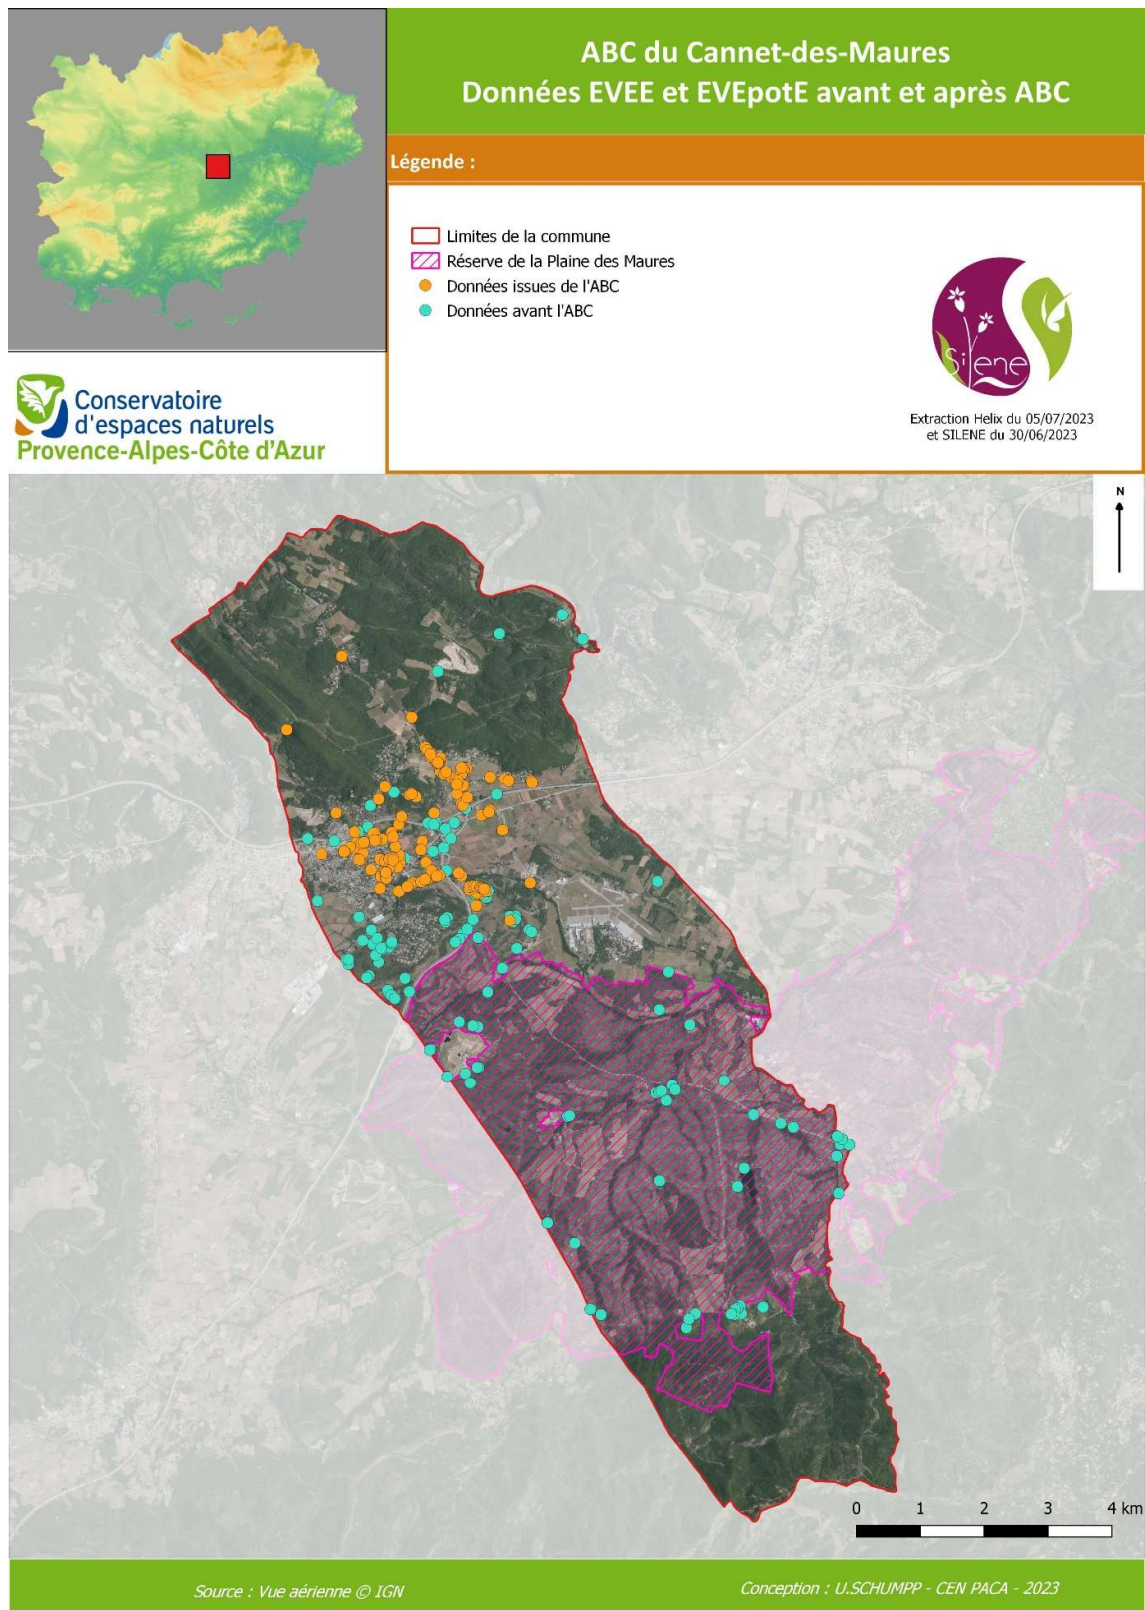 ABC du Cannet-des-Maures
Données EVEE et EVEpotE avant et après ABC
Légende :
Limites de la commune
Réserve de la Plaine des Maures
Données issues de l'ABC
Données avant l'ABC
Silene
Extraction Helix du 05/07/2023
et SILENE du 30/06/2023
Conservatoire
d'espaces naturels
Provence-Alpes-Côte d'Azur
N
0 1 2 3 4 km
Source : Vue aérienne © IGN
Conception : U.SCHUMPP - CEN PACA - 2023